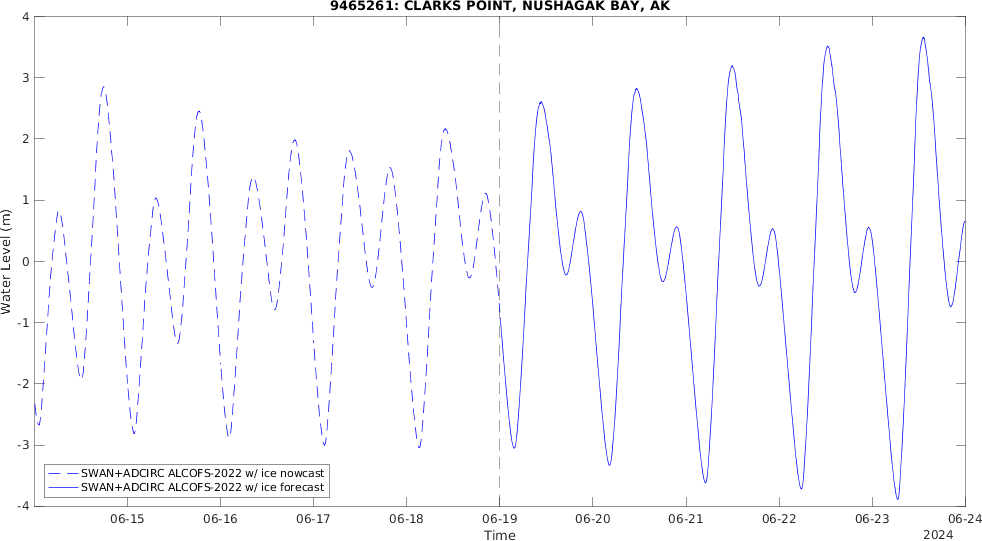 9465261: CLARKS POINT, NUSHAGAK BAY, AK
4
3
2
1
0
-1
-2
-3
-4
Water Level (m)
SWAN+ADCIRC ALCOFS-2022 w/ ice nowcast
SWAN+ADCIRC ALCOFS-2022 w/ ice forecast
06-15 06-16 06-17 06-18 06-19 06-20 06-21 06-22 06-23 06-24
Time
2024